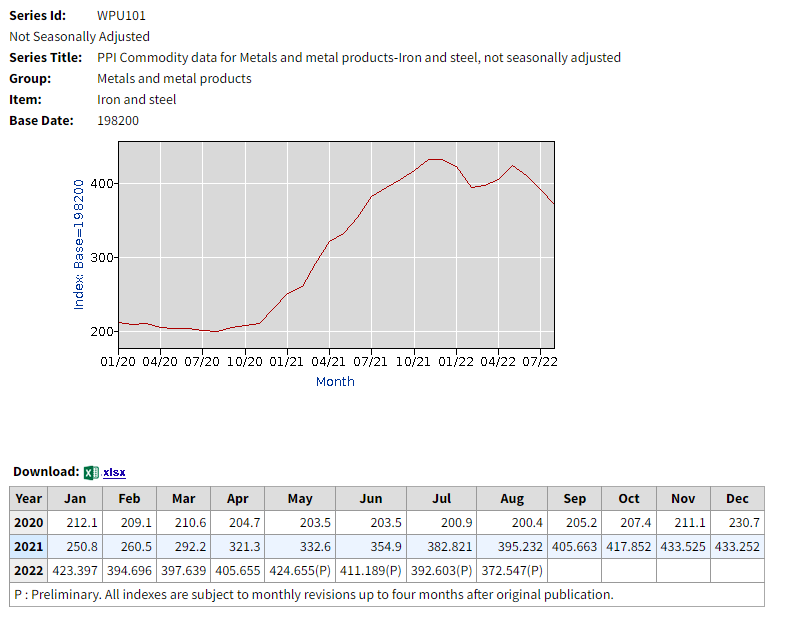 Series Id: WPU101
Not Seasonally Adjusted
Series Title: PPI Commodity data for Metals and metal products-Iron and steel, not seasonally adjusted
Group: Metals and metal products
Item: Iron and steel
Base Date: 198200
Index: Base=198200
400
300
200
01/20 04/20 07/20 10/20 01/21 04/21 07/21 10/21 01/22 04/22 07/22
Month
Download: .xlsx
Year Jan Feb Mar Apr May Jun Jul Aug Sep Oct Nov Dec
2020 212.1 209.1 210.6 204.7 203.5 203.5 200.9 200.4 205.2 207.4 211.1 230.7
2021 250.8 260.5 292.2 321.3 332.6 354.9 382.821 395.232 405.663 417.852 433.525 433.252
2022 423.397 394.696 397.639 405.655 424.655(P) 411.189(P) 392.603(P) 372.547(P)
P : Preliminary. All indexes are subject to monthly revisions up to four months after original publication.